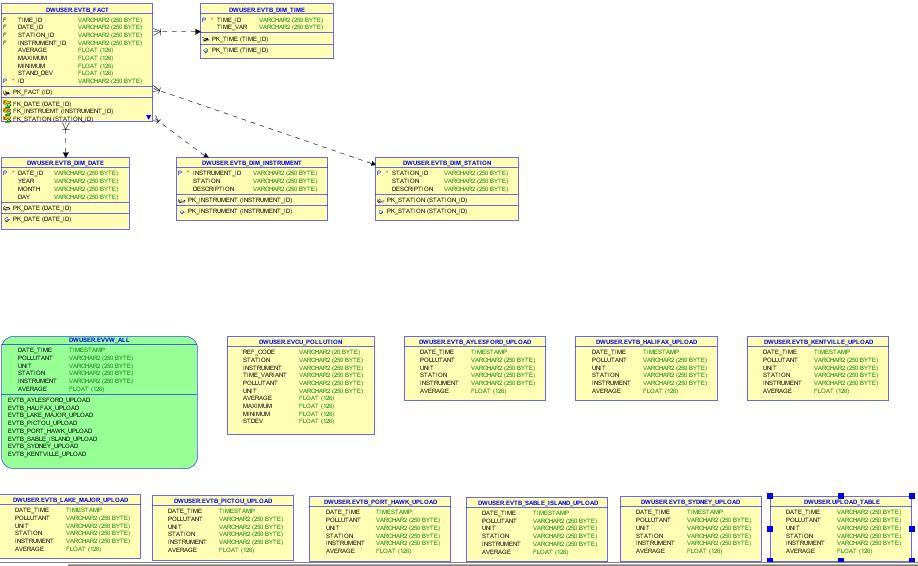 DWUSER.EVTB_FACT
F TIME_ID VARCHAR2 (250 BYTE)
F DATE_ID VARCHAR2 (250 BYTE)
F STATION_ID VARCHAR2 (250 BYTE)
F INSTRUMENT_ID VARCHAR2 (250 BYTE)
AVERAGE FLOAT (126)
MAXIMUM FLOAT (126)
MINIMUM FLOAT (126)
STAND_DEV FLOAT (126)
P * ID VARCHAR2 (250 BYTE)
PK_FACT (ID)
FK_DATE (DATE_ID)
FK_INSTRUEMT (INSTRUMENT_ID)
FK_STATION (STATION_ID)
DWUSER.EVTB_DIM_TIME
P * TIME_ID VARCHAR2 (250 BYTE)
TIME_VAR VARCHAR2 (250 BYTE)
PK_TIME (TIME_ID)
PK_TIME (TIME_ID)
DWUSER.EVTB_DIM_DATE
P * DATE_ID VARCHAR2 (250 BYTE)
YEAR VARCHAR2 (250 BYTE)
MONTH VARCHAR2 (250 BYTE)
DAY VARCHAR2 (250 BYTE)
PK_DATE (DATE_ID)
PK_DATE (DATE_ID)
DWUSER.EVTB_DIM_INSTRUMENT
P * INSTRUMENT_ID VARCHAR2 (250 BYTE)
STATION VARCHAR2 (250 BYTE)
DESCRIPTION VARCHAR2 (250 BYTE)
PK_INSTRUMENT (INSTRUMENT_ID)
PK_INSTRUMENT (INSTRUMENT_ID)
DWUSER.EVTB_DIM_STATION
P * STATION_ID VARCHAR2 (250 BYTE)
STATION VARCHAR2 (250 BYTE)
DESCRIPTION VARCHAR2 (250 BYTE)
PK_STATION (STATION_ID)
PK_STATION (STATION_ID)
DWUSER.EVVW_ALL
DATE_TIME TIMESTAMP
POLLUTANT VARCHAR2 (250 BYTE)
UNIT VARCHAR2 (250 BYTE)
STATION VARCHAR2 (250 BYTE)
INSTRUMENT VARCHAR2 (250 BYTE)
AVERAGE FLOAT (126)
EVTB_AYLESFORD_UPLOAD
EVTB_HALIFAX_UPLOAD
EVTB_LAKE_MAJOR_UPLOAD
EVTB_PICTOU_UPLOAD
EVTB_PORT_HAWK_UPLOAD
EVTB_SABLE_ISLAND_UPLOAD
EVTB_SYDNEY_UPLOAD
EVTB_KENTVILLE_UPLOAD
DWUSER.EVCU_POLLUTION
REF_CODE VARCHAR2 (20 BYTE)
STATION VARCHAR2 (250 BYTE)
INSTRUMENT VARCHAR2 (250 BYTE)
TIME_VARIANT VARCHAR2 (250 BYTE)
POLLUTANT VARCHAR2 (250 BYTE)
UNIT VARCHAR2 (250 BYTE)
AVERAGE FLOAT (126)
MAXIMUM FLOAT (126)
MINIMUM FLOAT (126)
STDEV FLOAT (126)
DWUSER.EVTB_AYLESFORD_UPLOAD
DATE_TIME TIMESTAMP
POLLUTANT VARCHAR2 (250 BYTE)
UNIT VARCHAR2 (250 BYTE)
STATION VARCHAR2 (250 BYTE)
INSTRUMENT VARCHAR2 (250 BYTE)
AVERAGE FLOAT (126)
DWUSER.EVTB_HALIFAX_UPLOAD
DATE_TIME TIMESTAMP
POLLUTANT VARCHAR2 (250 BYTE)
UNIT VARCHAR2 (250 BYTE)
STATION VARCHAR2 (250 BYTE)
INSTRUMENT VARCHAR2 (250 BYTE)
AVERAGE FLOAT (126)
DWUSER.EVTB_KENTVILLE_UPLOAD
DATE_TIME TIMESTAMP
POLLUTANT VARCHAR2 (250 BYTE)
UNIT VARCHAR2 (250 BYTE)
STATION VARCHAR2 (250 BYTE)
INSTRUMENT VARCHAR2 (250 BYTE)
AVERAGE FLOAT (126)
DWUSER.EVTB_LAKE_MAJOR_UPLOAD
DATE_TIME TIMESTAMP
POLLUTANT VARCHAR2 (250 BYTE)
UNIT VARCHAR2 (250 BYTE)
STATION VARCHAR2 (250 BYTE)
INSTRUMENT VARCHAR2 (250 BYTE)
AVERAGE FLOAT (126)
DWUSER.EVTB_PICTOU_UPLOAD
DATE_TIME TIMESTAMP
POLLUTANT VARCHAR2 (250 BYTE)
UNIT VARCHAR2 (250 BYTE)
STATION VARCHAR2 (250 BYTE)
INSTRUMENT VARCHAR2 (250 BYTE)
AVERAGE FLOAT (126)
DWUSER.EVTB_PORT_HAWK_UPLOAD
DATE_TIME TIMESTAMP
POLLUTANT VARCHAR2 (250 BYTE)
UNIT VARCHAR2 (250 BYTE)
STATION VARCHAR2 (250 BYTE)
INSTRUMENT VARCHAR2 (250 BYTE)
AVERAGE FLOAT (126)
DWUSER.EVTB_SABLE_ISLAND_UPLOAD
DATE_TIME TIMESTAMP
POLLUTANT VARCHAR2 (250 BYTE)
UNIT VARCHAR2 (250 BYTE)
STATION VARCHAR2 (250 BYTE)
INSTRUMENT VARCHAR2 (250 BYTE)
AVERAGE FLOAT (126)
DWUSER.EVTB_SYDNEY_UPLOAD
DATE_TIME TIMESTAMP
POLLUTANT VARCHAR2 (250 BYTE)
UNIT VARCHAR2 (250 BYTE)
STATION VARCHAR2 (250 BYTE)
INSTRUMENT VARCHAR2 (250 BYTE)
AVERAGE FLOAT (126)
DWUSER.UPLOAD_TABLE
DATE_TIME TIMESTAMP
POLLUTANT VARCHAR2 (250 BYTE)
UNIT VARCHAR2 (250 BYTE)
STATION VARCHAR2 (250 BYTE)
INSTRUMENT VARCHAR2 (250 BYTE)
AVERAGE FLOAT (126)